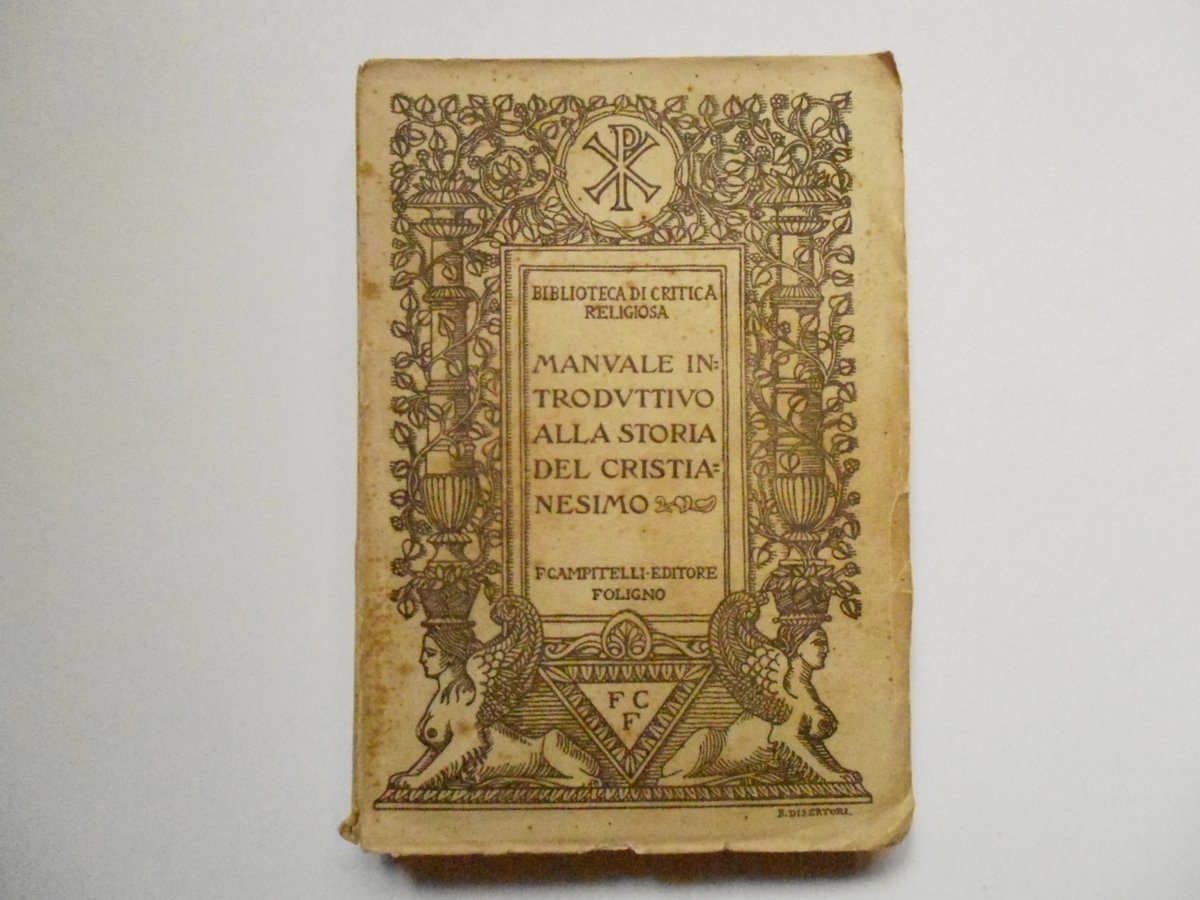 BIBLIOTECA DI CRITICA
RELIGIOSA
MANVALE IN=
TRODVTTIVO
ALLA STORIA
DEL CRISTIA=
NESIMO
F.CAMPITELLI·EDITORE
FOLIGNO
F C
F
B.DISERTORI.